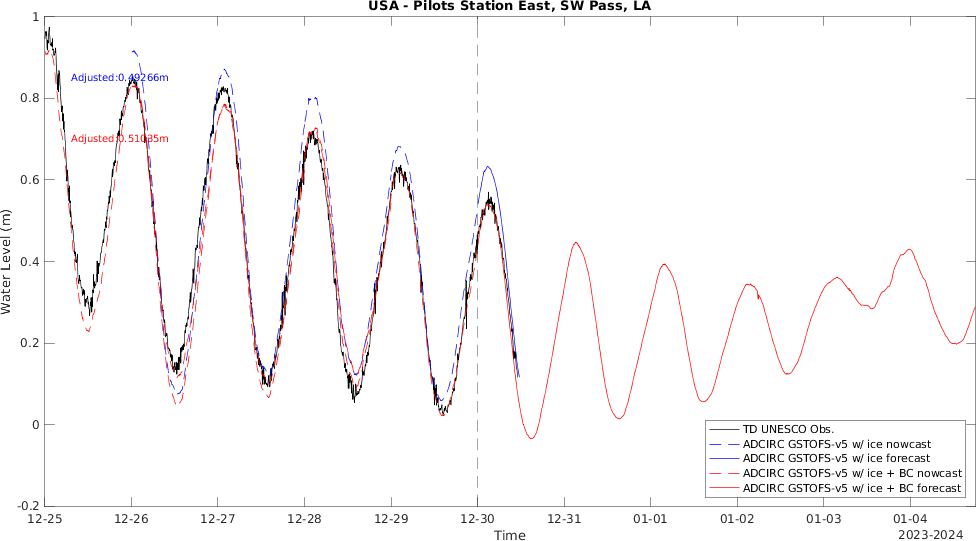 USA - Pilots Station East, SW Pass, LA
1
0.8
0.6
0.4
0.2
0
-0.2
Water Level (m)
Adjusted:0.49266m
Adjusted:0.51035m
TD UNESCO Obs.
ADCIRC GSTOFS-v5 w/ ice nowcast
ADCIRC GSTOFS-v5 w/ ice forecast
ADCIRC GSTOFS-v5 w/ ice + BC nowcast
ADCIRC GSTOFS-v5 w/ ice + BC forecast
12-25 12-26 12-27 12-28 12-29 12-30 12-31 01-01 01-02 01-03 01-04
Time
2023-2024